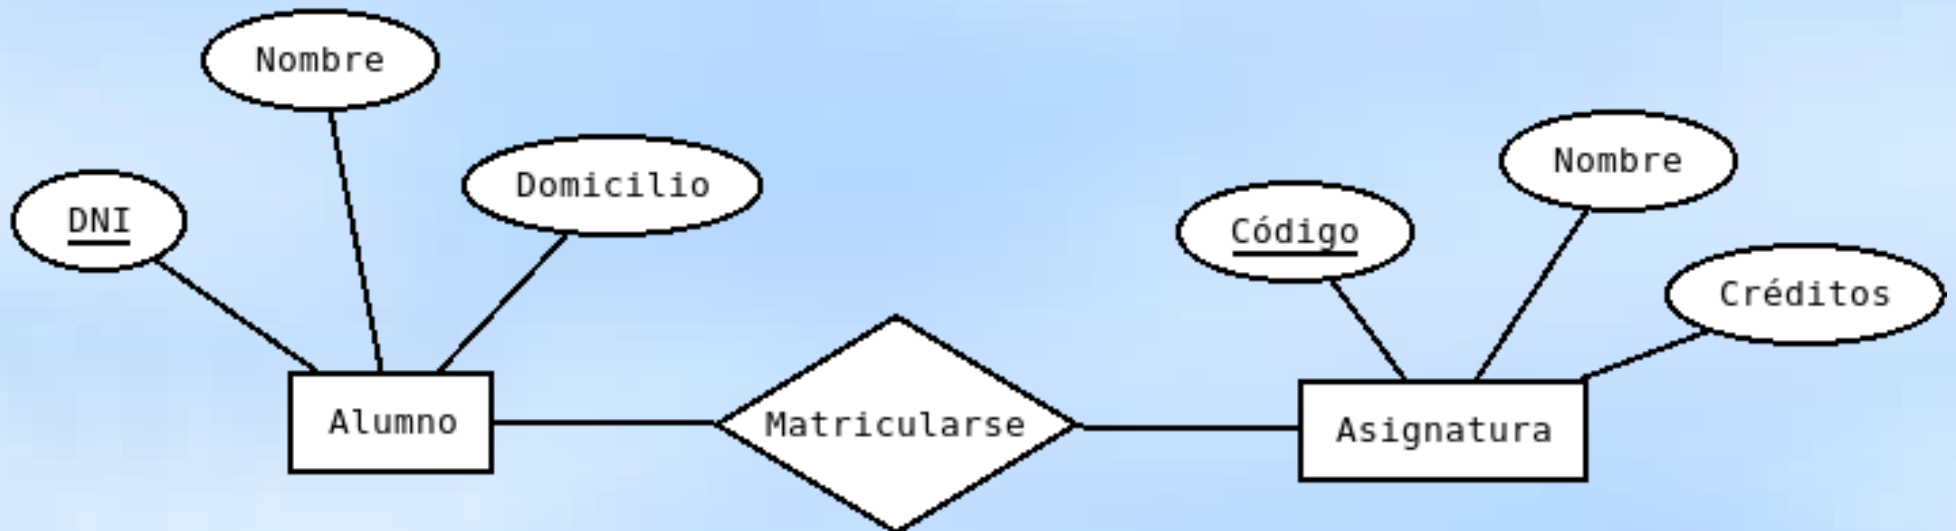 Nombre
Domicilio
DNI
Nombre
Código
Créditos
Alumno
Matricularse
Asignatura